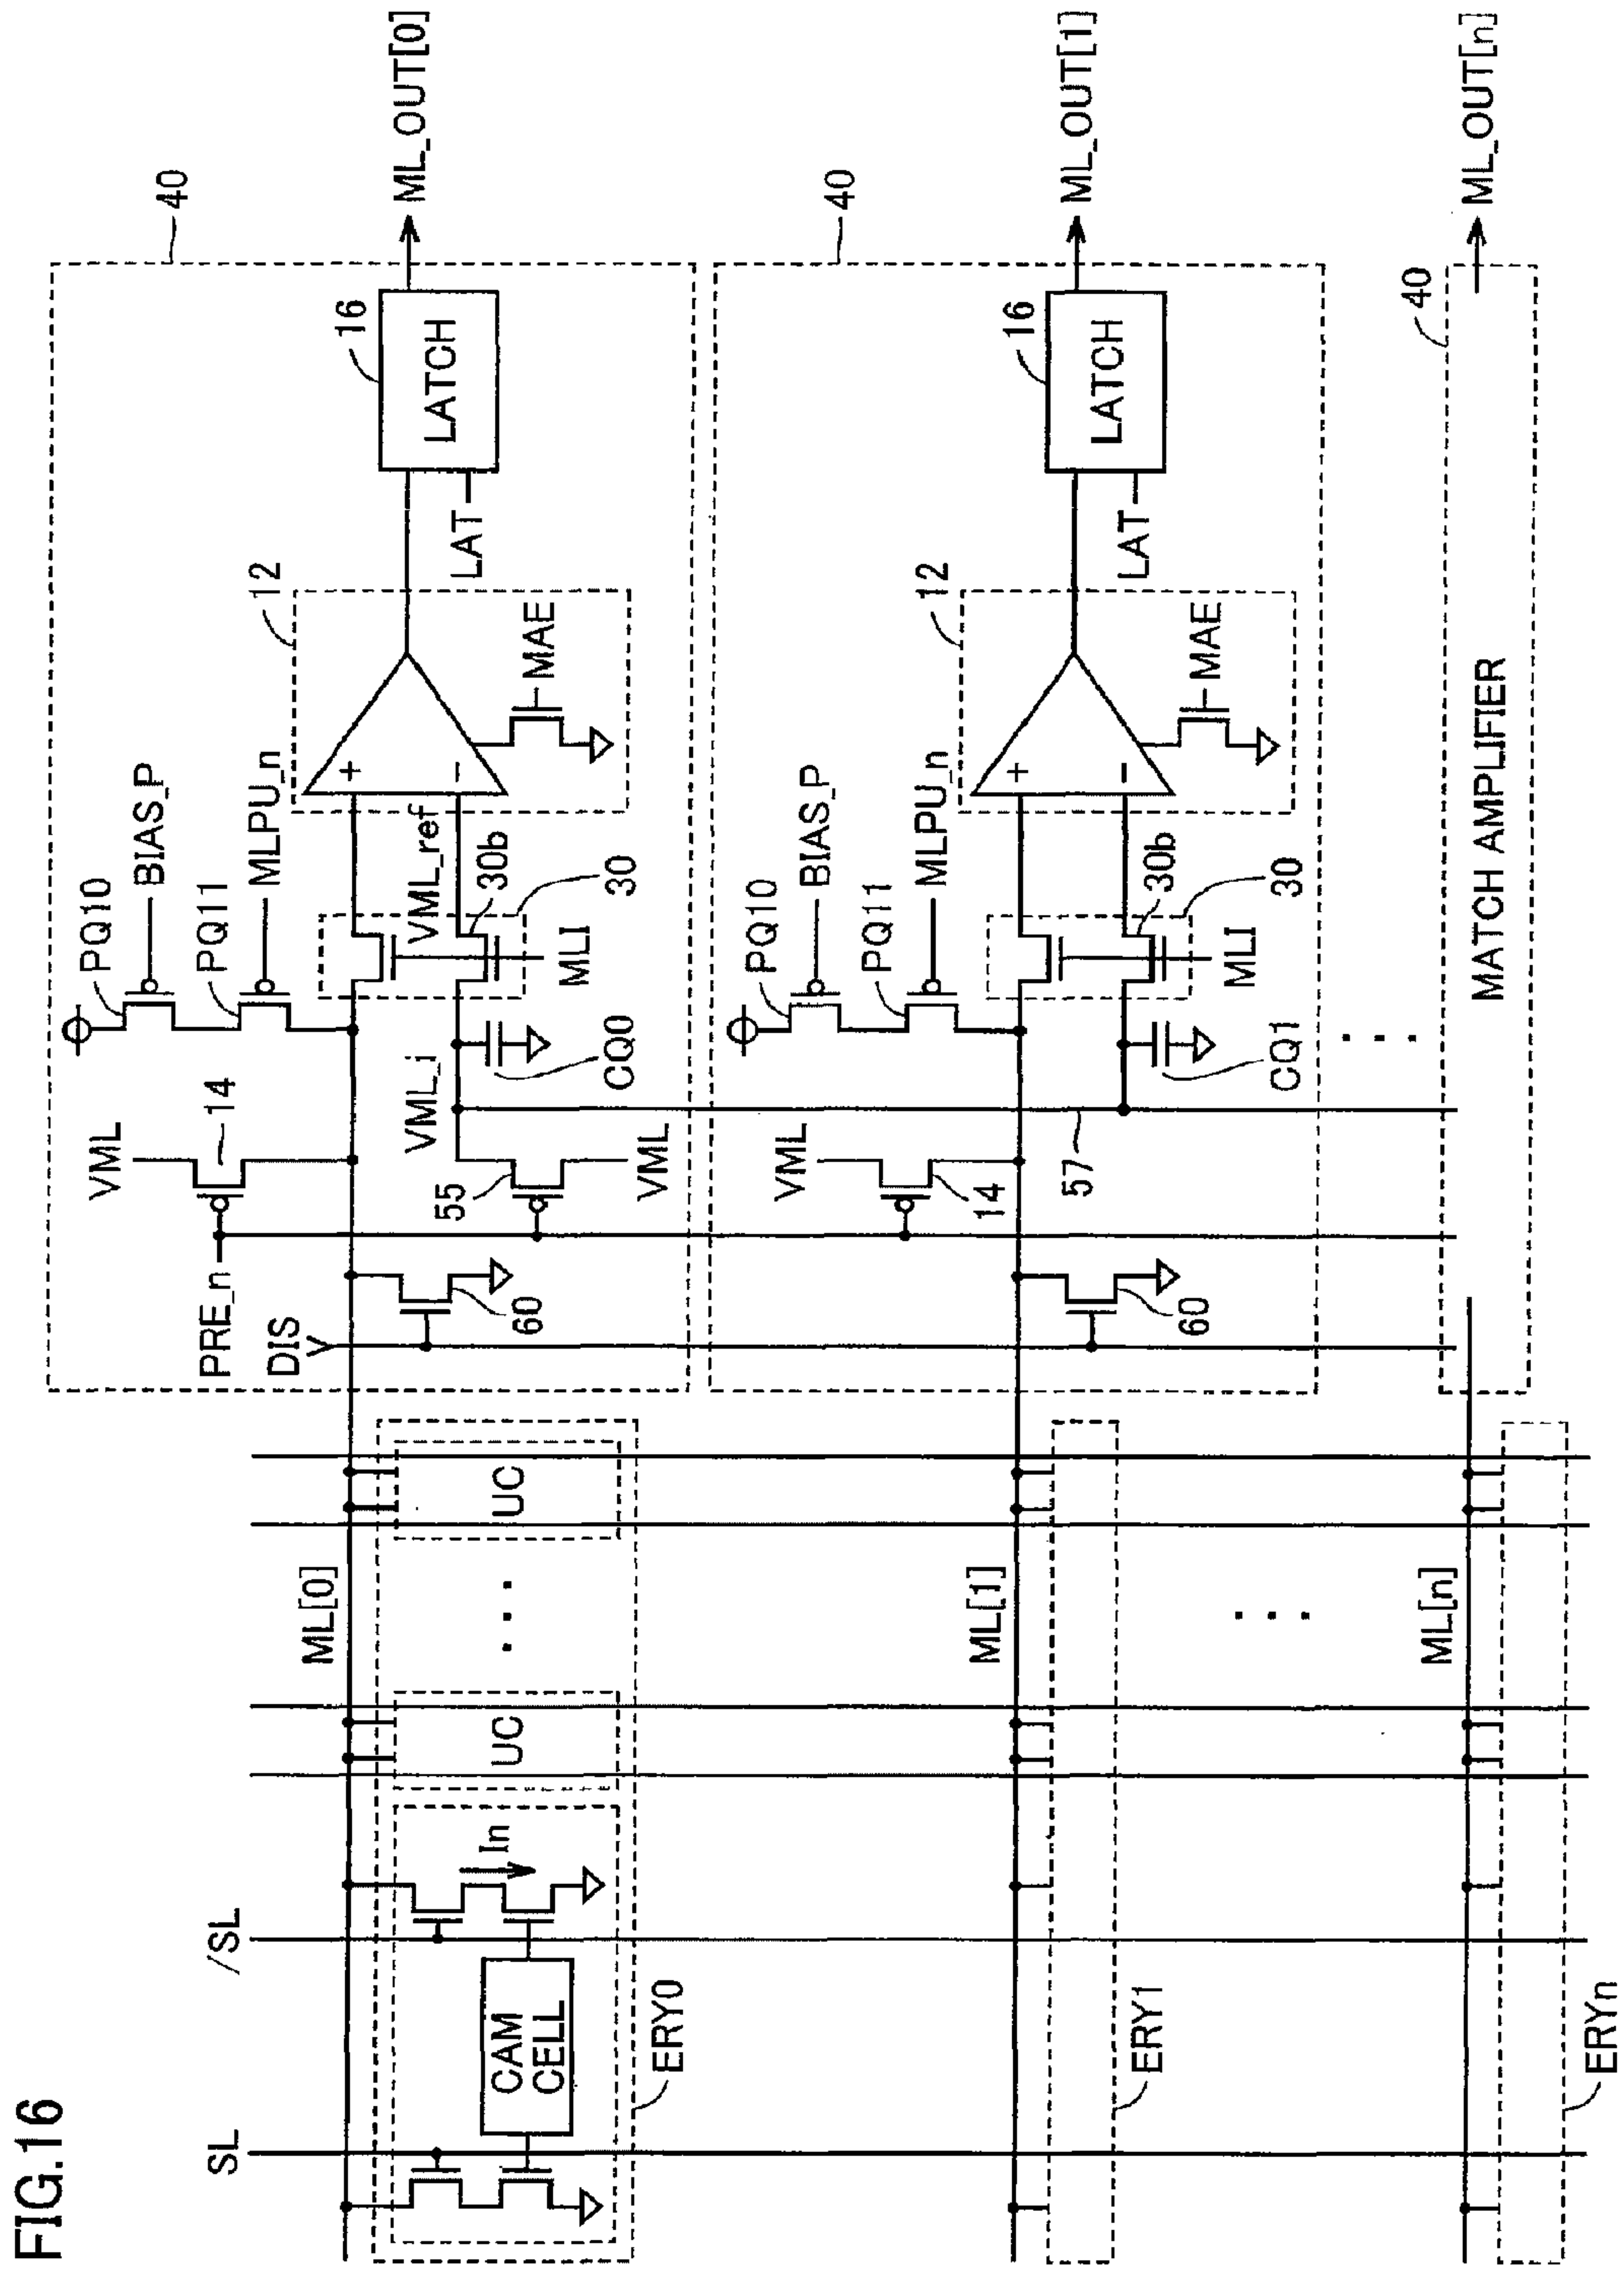 FIG.16
SL
/SL
ML[0]
CAM
CELL
In
UC
UC
ERY0
ML[1]
ERY1
ML[n]
ERYn
40
PRE_n
DIS
VML
14
PQ10
BIAS_P
PQ11
MLPU_n
60
55
VML
VML_i
CQ0
VML_ref
30b
30
MLI
+
−
12
MAE
16
LATCH
LAT
ML_OUT[0]
40
VML
14
57
60
PQ10
BIAS_P
PQ11
MLPU_n
CQ1
30b
30
MLI
+
−
12
MAE
16
LATCH
LAT
ML_OUT[1]
40
MATCH AMPLIFIER
ML_OUT[n]